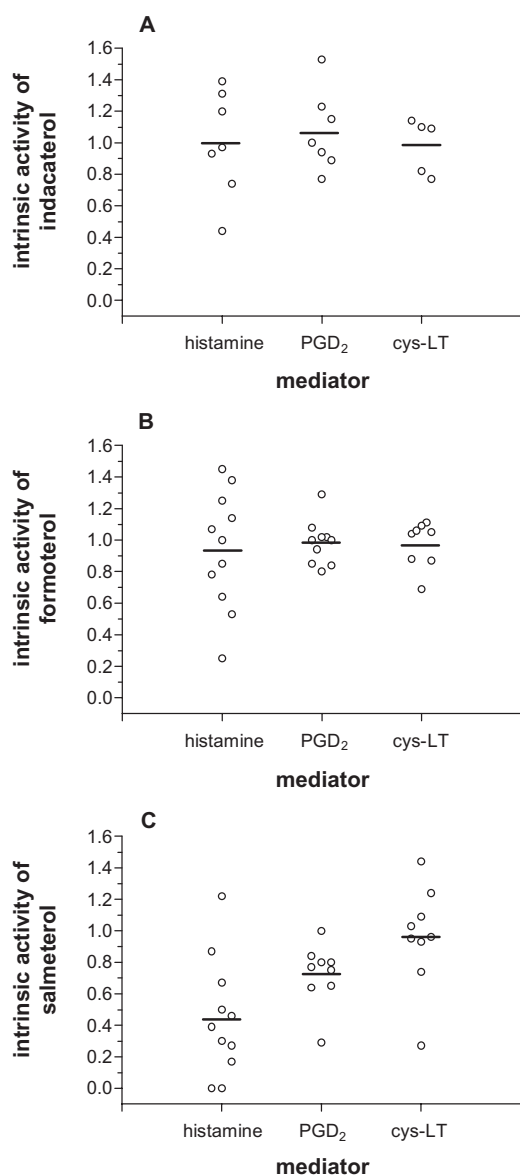 A
intrinsic activity of
indacaterol
1.6
1.4
1.2
1.0
0.8
0.6
0.4
0.2
0.0
histamine PGD₂ cys-LT
mediator
B
intrinsic activity of
formoterol
1.6
1.4
1.2
1.0
0.8
0.6
0.4
0.2
0.0
histamine PGD₂ cys-LT
mediator
C
intrinsic activity of
salmeterol
1.6
1.4
1.2
1.0
0.8
0.6
0.4
0.2
0.0
histamine PGD₂ cys-LT
mediator